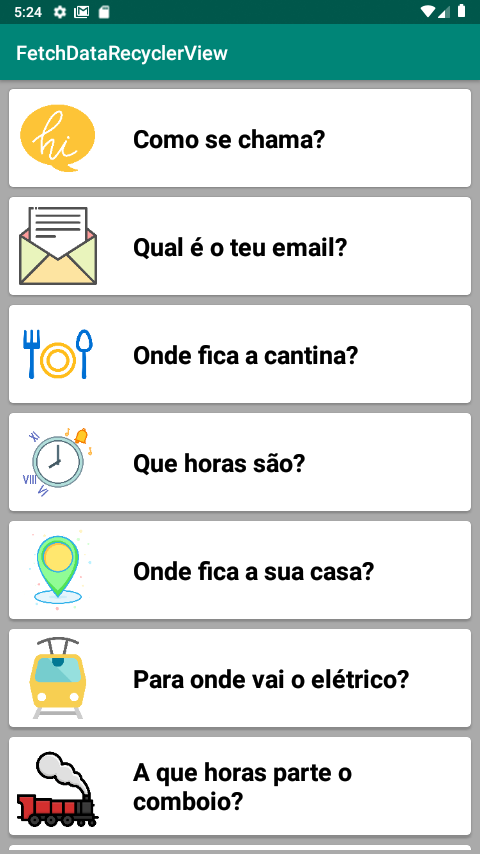 5:24
FetchDataRecyclerView
hi
Como se chama?
Qual é o teu email?
Onde fica a cantina?
XI
VIII
VI
Que horas são?
Onde fica a sua casa?
Para onde vai o elétrico?
A que horas parte o
comboio?